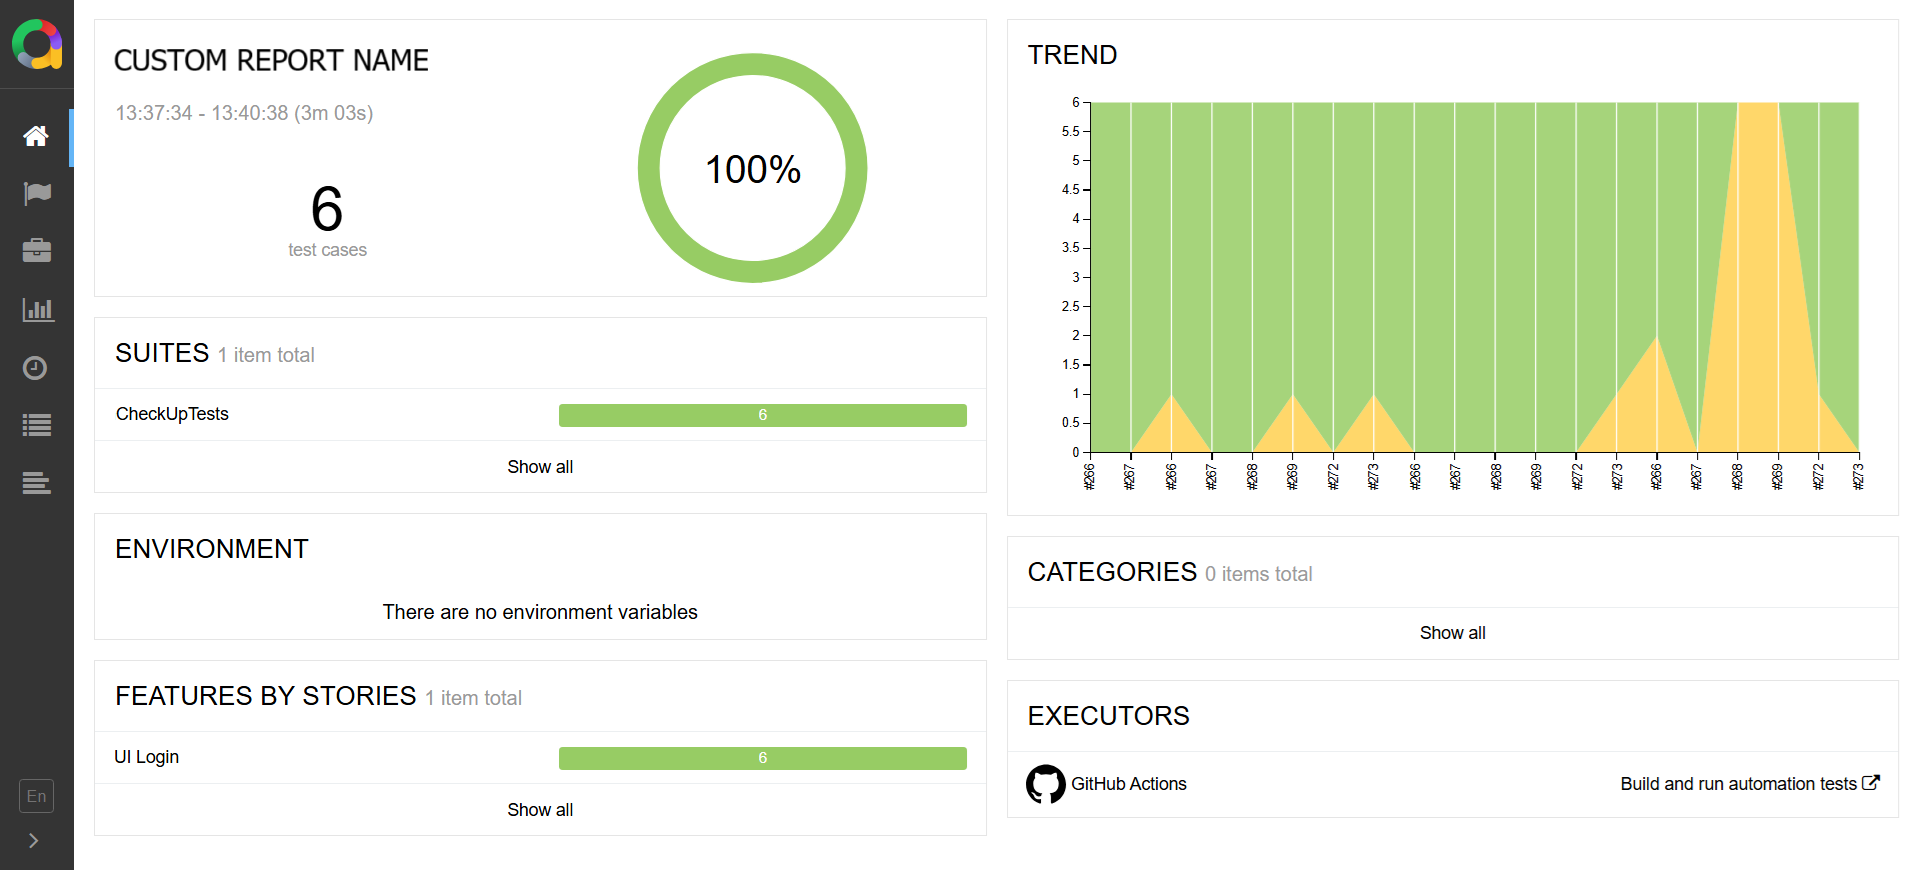 CUSTOM REPORT NAME
13:37:34 - 13:40:38 (3m 03s)
6
test cases
100%
SUITES 1 item total
CheckUpTests 6
Show all
ENVIRONMENT
There are no environment variables
FEATURES BY STORIES 1 item total
UI Login 6
Show all
En
TREND
6
5.5
5
4.5
4
3.5
3
2.5
2
1.5
1
0.5
0
#266 #267 #266 #267 #268 #269 #272 #273 #266 #267 #268 #269 #272 #273 #266 #267 #268 #269 #272 #273
CATEGORIES 0 items total
Show all
EXECUTORS
GitHub Actions Build and run automation tests